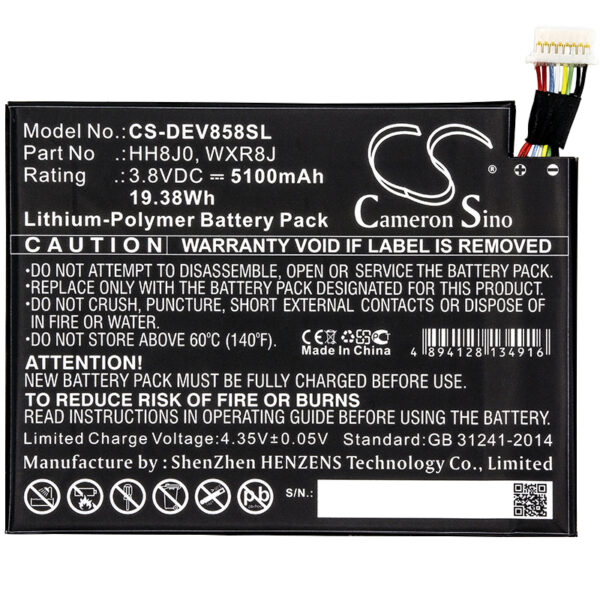 Model No.: CS-DEV858SL
Part No : HH8J0, WXR8J
Rating : 3.8VDC ⎓ 5100mAh
19.38Wh
Lithium-Polymer Battery Pack
CS
Cameron Sino
®
+ −
CAUTION WARRANTY VOID IF LABEL IS REMOVED
•DO NOT ATTEMPT TO DISASSEMBLE, OPEN OR SERVICE THE BATTERY PACK.
•REPLACE ONLY WITH THE BATTERY PACK DESIGNATED FOR THIS PRODUCT.
•DO NOT CRUSH, PUNCTURE, SHORT EXTERNAL CONTACTS OR DISPOSE OF IN FIRE OR WATER.
•DO NOT STORE ABOVE 60°C (140°F).
CE
Made In China
4 894128 134916
ATTENTION!
NEW BATTERY PACK MUST BE FULLY CHARGED BEFORE USE
TO REDUCE RISK OF FIRE OR BURNS
READ INSTRUCTIONS IN OPERATING GUIDE BEFORE CHARGING.
Limited Charge Voltage:4.35V±0.05V Standard:GB 31241-2014
Manufacture by : ShenZhen HENZENS Technology Co., Limited
Pb
S/N.: